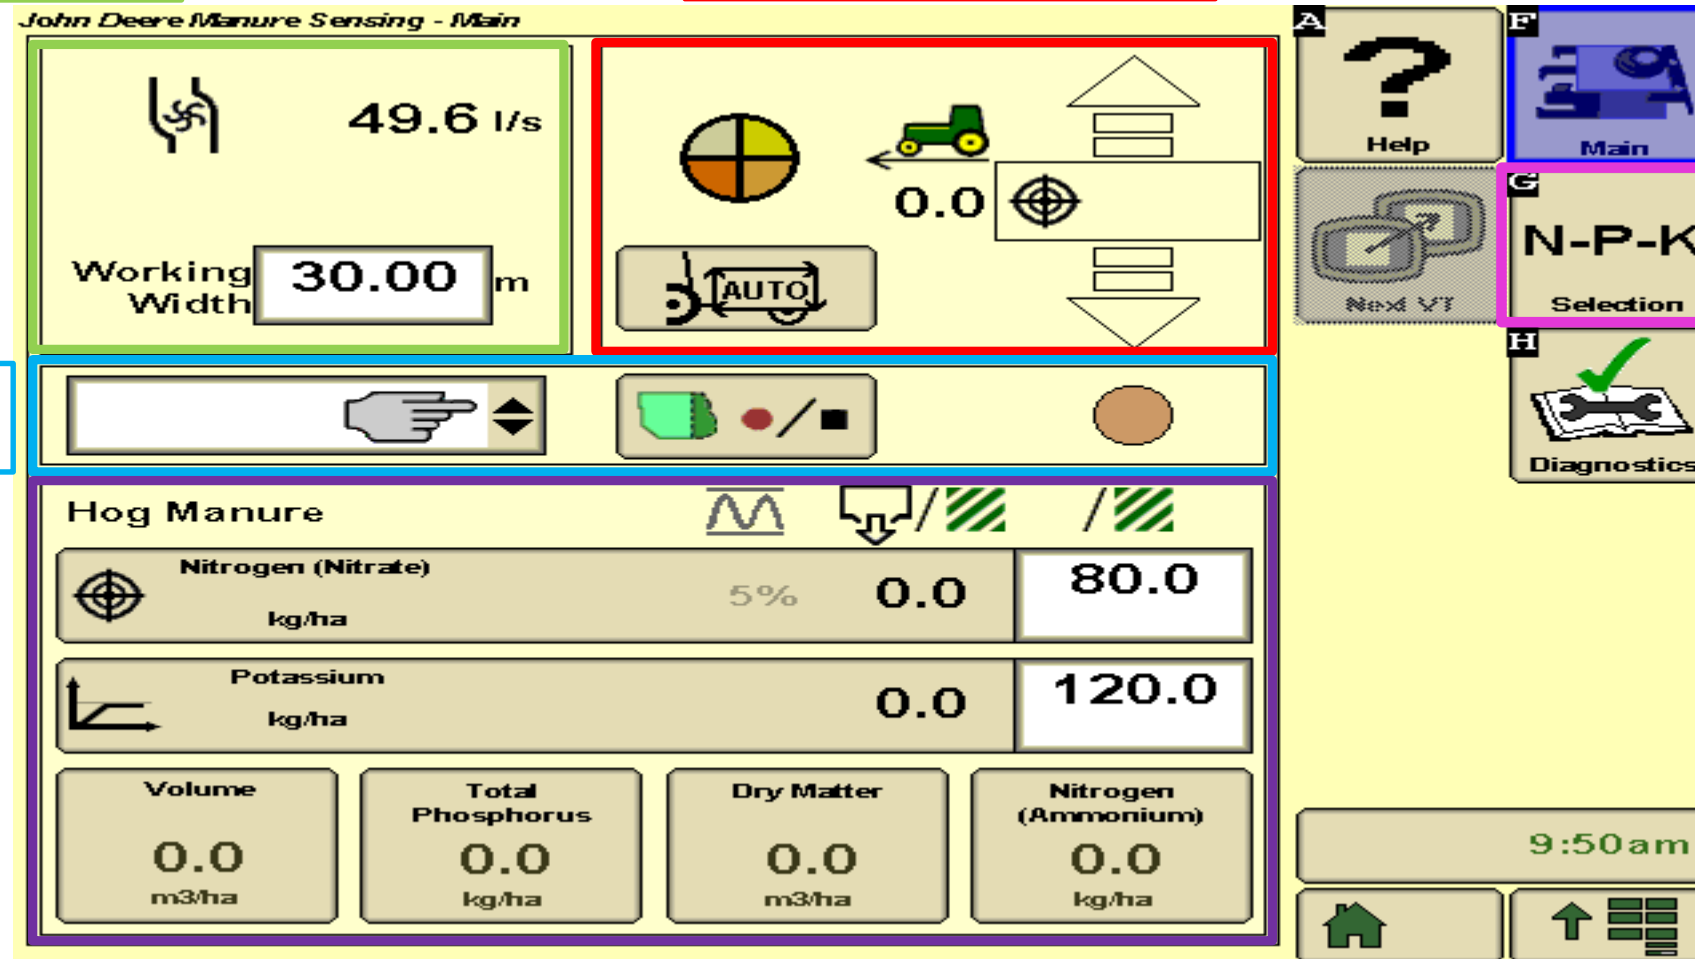 John Deere Manure Sensing - Main
49.6 l/s
Working
Width
30.00 m
0.0
AUTO
Hog Manure
Nitrogen (Nitrate)
kg/ha
5%
0.0
80.0
Potassium
kg/ha
0.0
120.0
Volume
0.0
m3/ha
Total
Phosphorus
0.0
kg/ha
Dry Matter
0.0
m3/ha
Nitrogen
(Ammonium)
0.0
kg/ha
A
?
Help
F
Main
Next VT
G
N-P-K
Selection
H
Diagnostics
9:50am